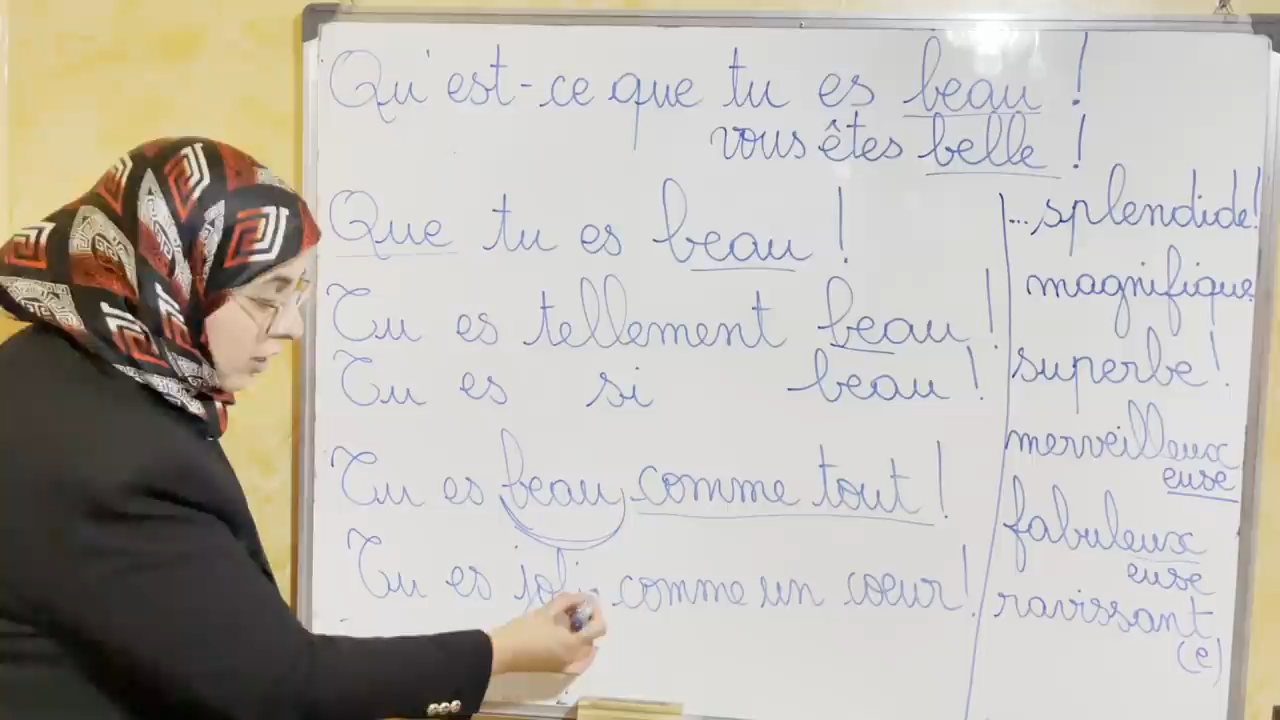 Qu'est-ce que tu es beau !
vous êtes belle !
Que tu es beau !
Tu es tellement beau !
Tu es si beau !
Tu es beau comme tout !
Tu es joli comme un coeur !
... splendide !
magnifique
superbe !
merveilleux
euse
fabuleux
euse
ravissant
(e)